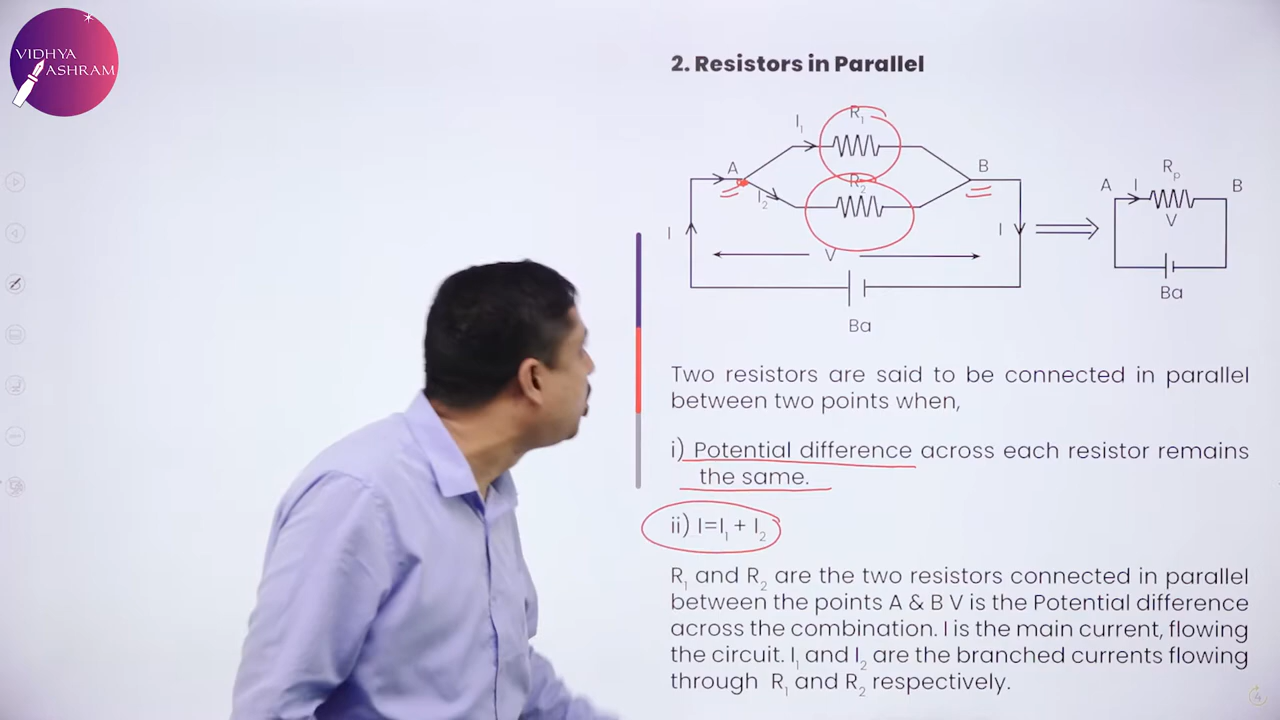 VIDHYA
ASHRAM
2. Resistors in Parallel
I₁ R₁
A B
I₂ R₂
I I
V
Ba
R_p
A I B
V
Ba
Two resistors are said to be connected in parallel
between two points when,
i) Potential difference across each resistor remains
the same.
ii) I=I₁ + I₂
R₁ and R₂ are the two resistors connected in parallel
between the points A & B V is the Potential difference
across the combination. I is the main current, flowing
the circuit. I₁ and I₂ are the branched currents flowing
through R₁ and R₂ respectively.
4